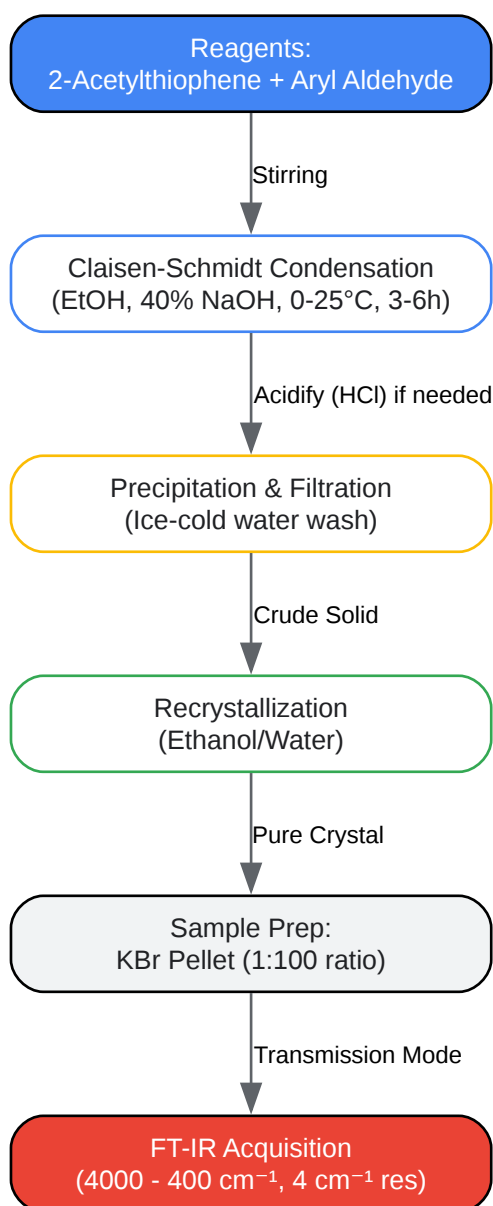 Reagents:
2-Acetylthiophene + Aryl Aldehyde
Stirring
Claisen-Schmidt Condensation
(EtOH, 40% NaOH, 0-25°C, 3-6h)
Acidify (HCl) if needed
Precipitation & Filtration
(Ice-cold water wash)
Crude Solid
Recrystallization
(Ethanol/Water)
Pure Crystal
Sample Prep:
KBr Pellet (1:100 ratio)
Transmission Mode
FT-IR Acquisition
(4000 - 400 cm⁻¹, 4 cm⁻¹ res)